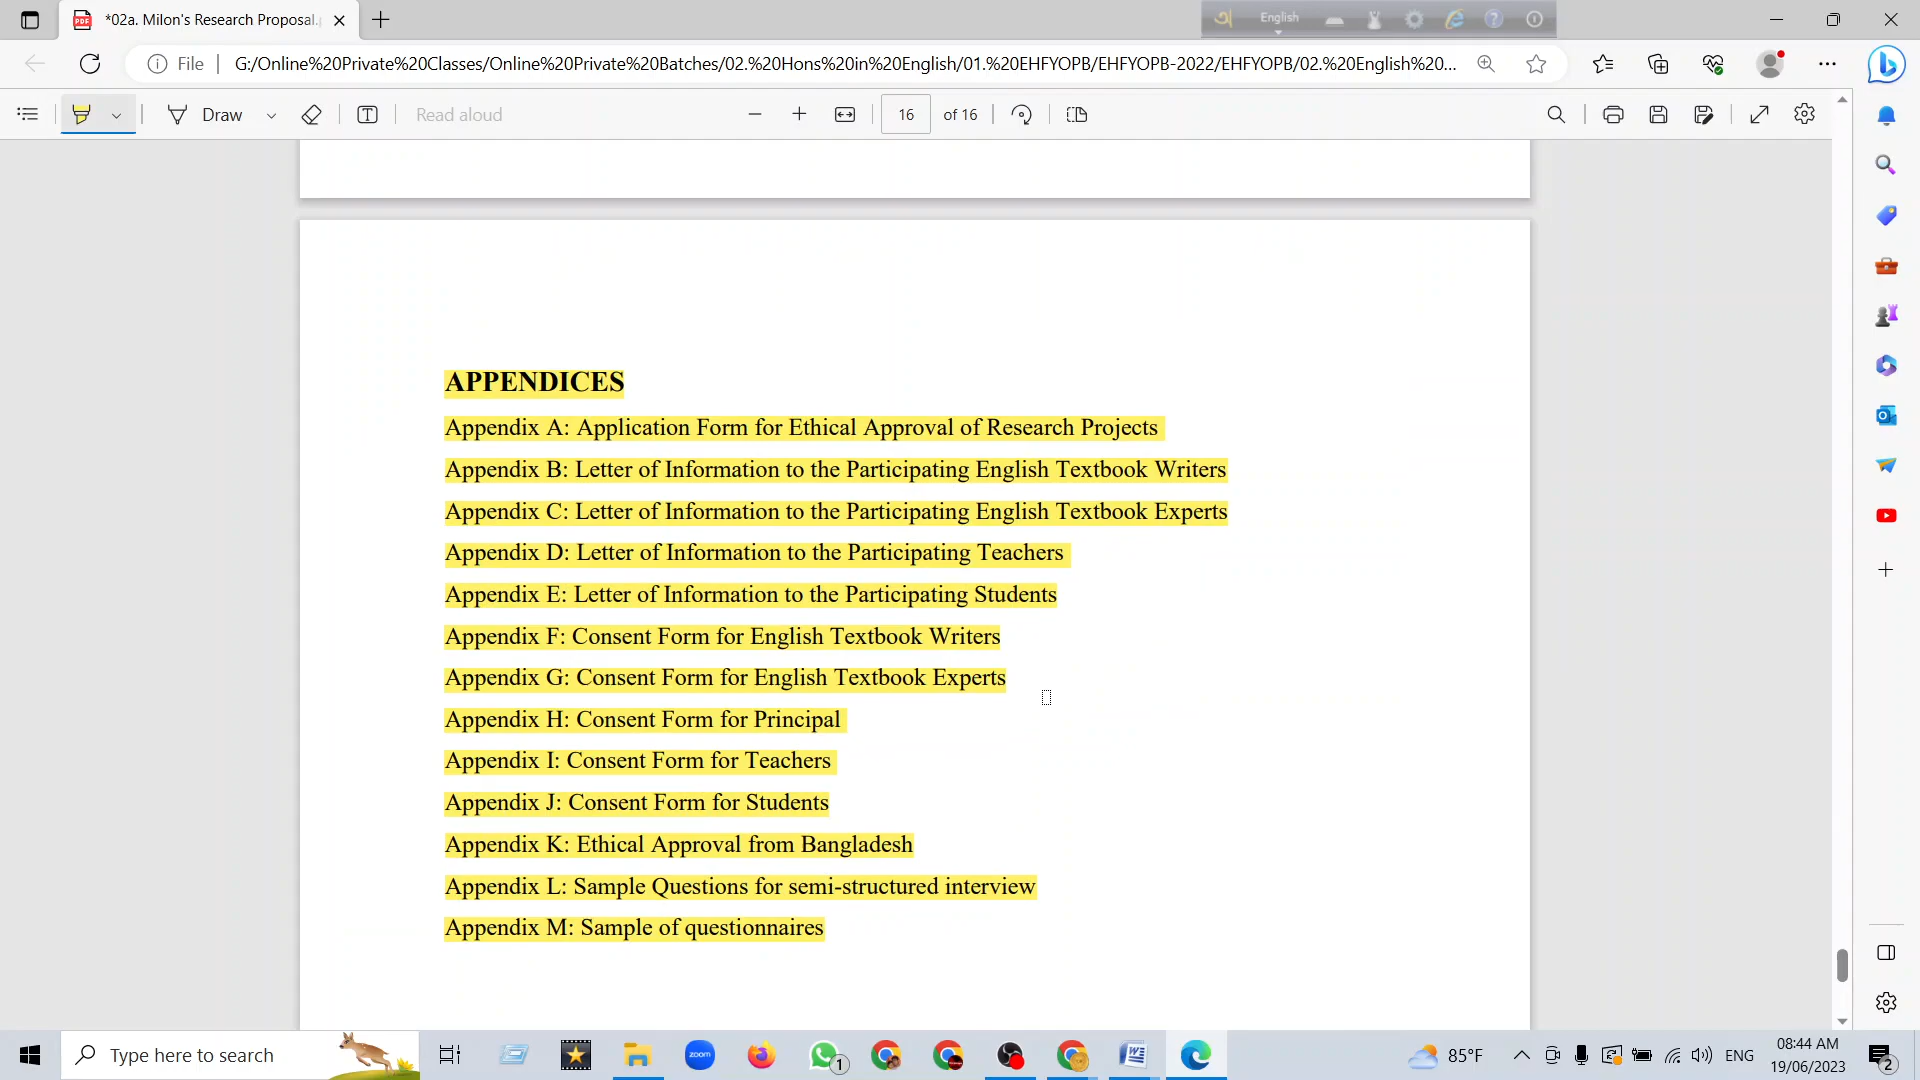 *02a. Milon's Research Proposal.
English
File
G:/Online%20Private%20Classes/Online%20Private%20Batches/02.%20Hons%20in%20English/01.%20EHFYOPB/EHFYOPB-2022/EHFYOPB/02.%20English%20...
Draw
Read aloud
16 of 16
APPENDICES
Appendix A: Application Form for Ethical Approval of Research Projects
Appendix B: Letter of Information to the Participating English Textbook Writers
Appendix C: Letter of Information to the Participating English Textbook Experts
Appendix D: Letter of Information to the Participating Teachers
Appendix E: Letter of Information to the Participating Students
Appendix F: Consent Form for English Textbook Writers
Appendix G: Consent Form for English Textbook Experts
Appendix H: Consent Form for Principal
Appendix I: Consent Form for Teachers
Appendix J: Consent Form for Students
Appendix K: Ethical Approval from Bangladesh
Appendix L: Sample Questions for semi-structured interview
Appendix M: Sample of questionnaires
Type here to search
zoom
1
85°F
ENG
08:44 AM
19/06/2023
2